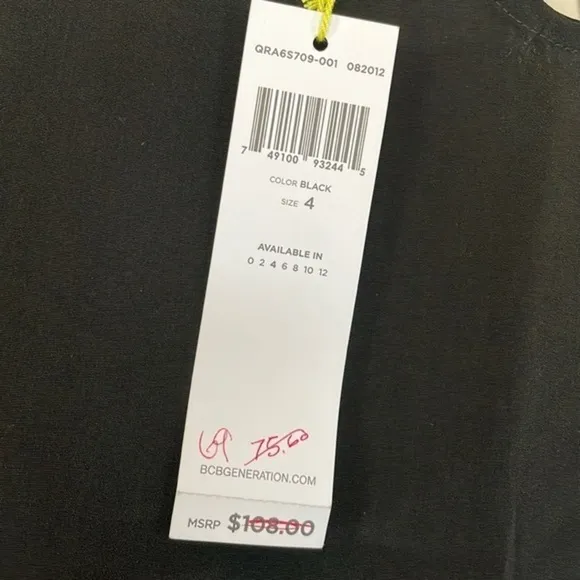 QRA6S709-001 082012
7 49100 93244 5
COLOR BLACK
SIZE 4
AVAILABLE IN
0 2 4 6 8 10 12
69 75.60
BCBGENERATION.COM
MSRP $108.00